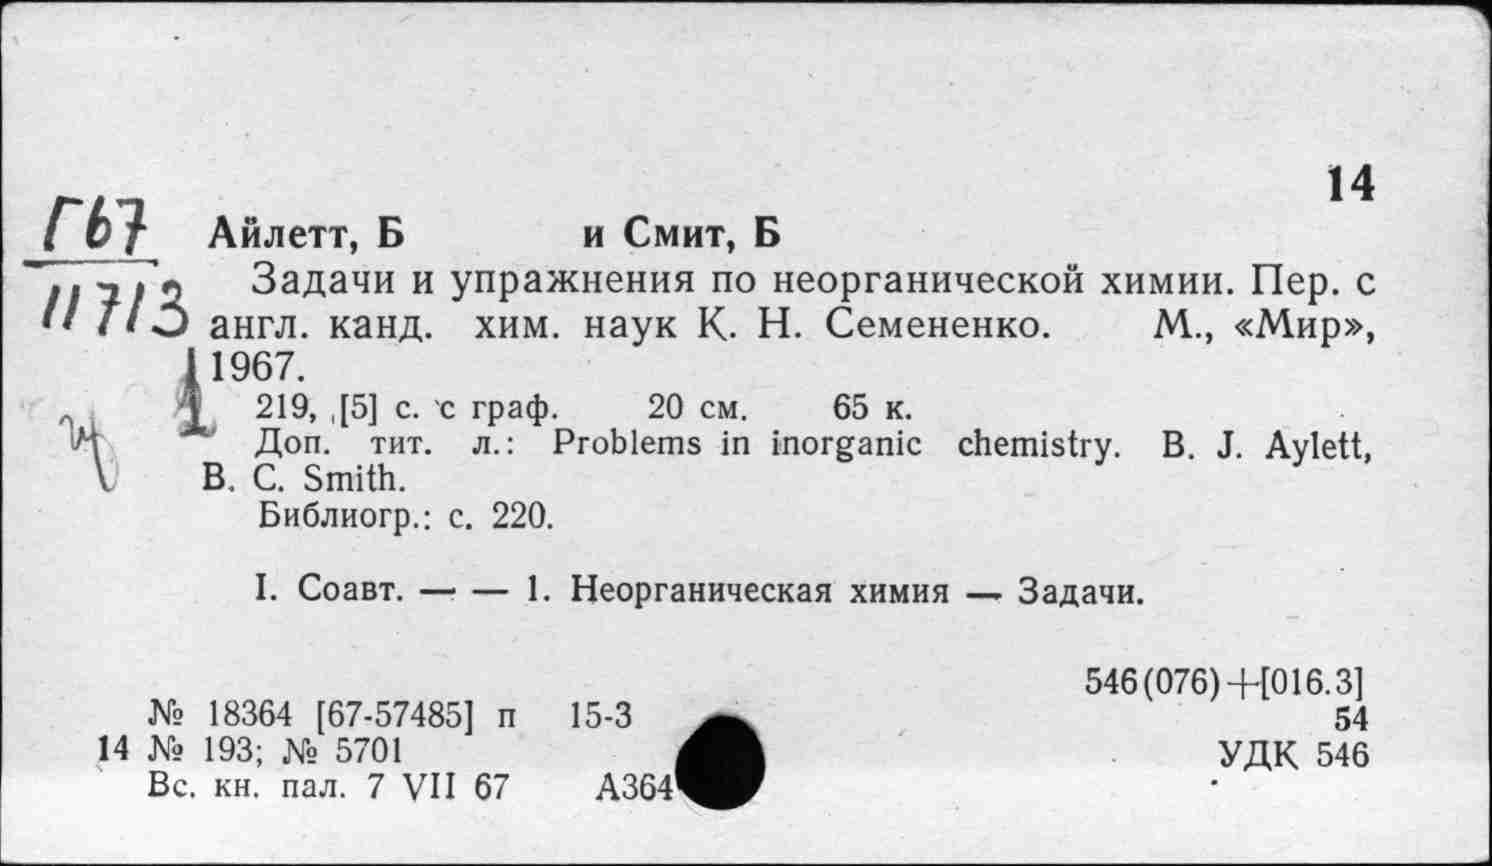 14
Г67 Айлетт, Б и Смит, Б
11713 Задачи и упражнения по неорганической химии. Пер. с
англ. канд. хим. наук К. Н. Семененко. М., «Мир»,
1967.
219, [5] с. с граф. 20 см. 65 к.
Доп. тит. л.: Problems in inorganic chemistry. B. J. Aylett,
B. C. Smith.
Библиогр.: с. 220.
I. Соавт. — — 1. Неорганическая химия — Задачи.
546(076)+[016.3]
№ 18364 [67-57485] п 15-3 54
14 № 193; № 5701 УДК 546
Вс. кн. пал. 7 VII 67 А364